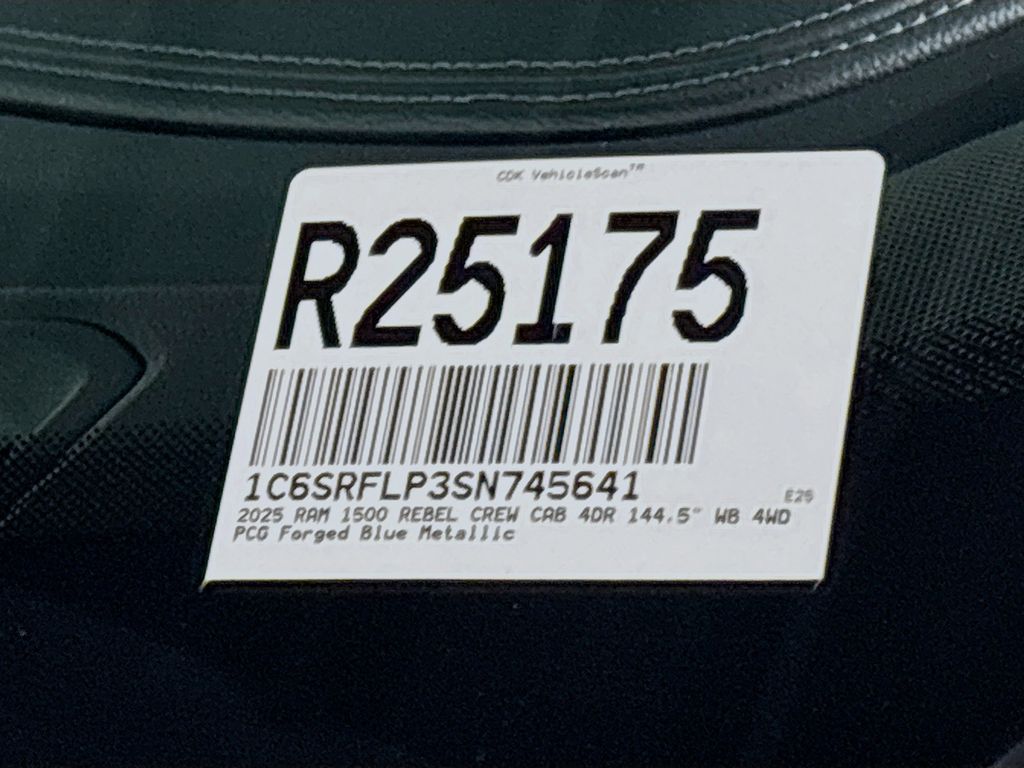 CDK VehicleScan™
R25175
1C6SRFLP3SN745641
E25
2025 RAM 1500 REBEL CREW CAB 4DR 144.5" WB 4WD
PCG Forged Blue Metallic